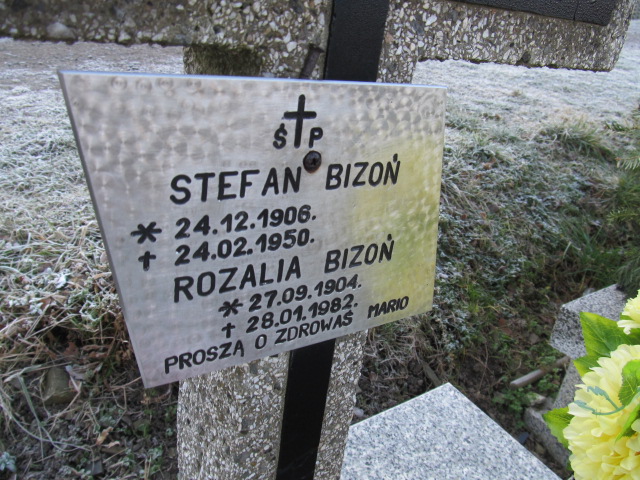 Ś † P
STEFAN BIZOŃ
* 24.12.1906.
† 24.02.1950.
ROZALIA BIZOŃ
* 27.09.1904.
† 28.01.1982.
PROSZĄ O ZDROWAŚ MARIO